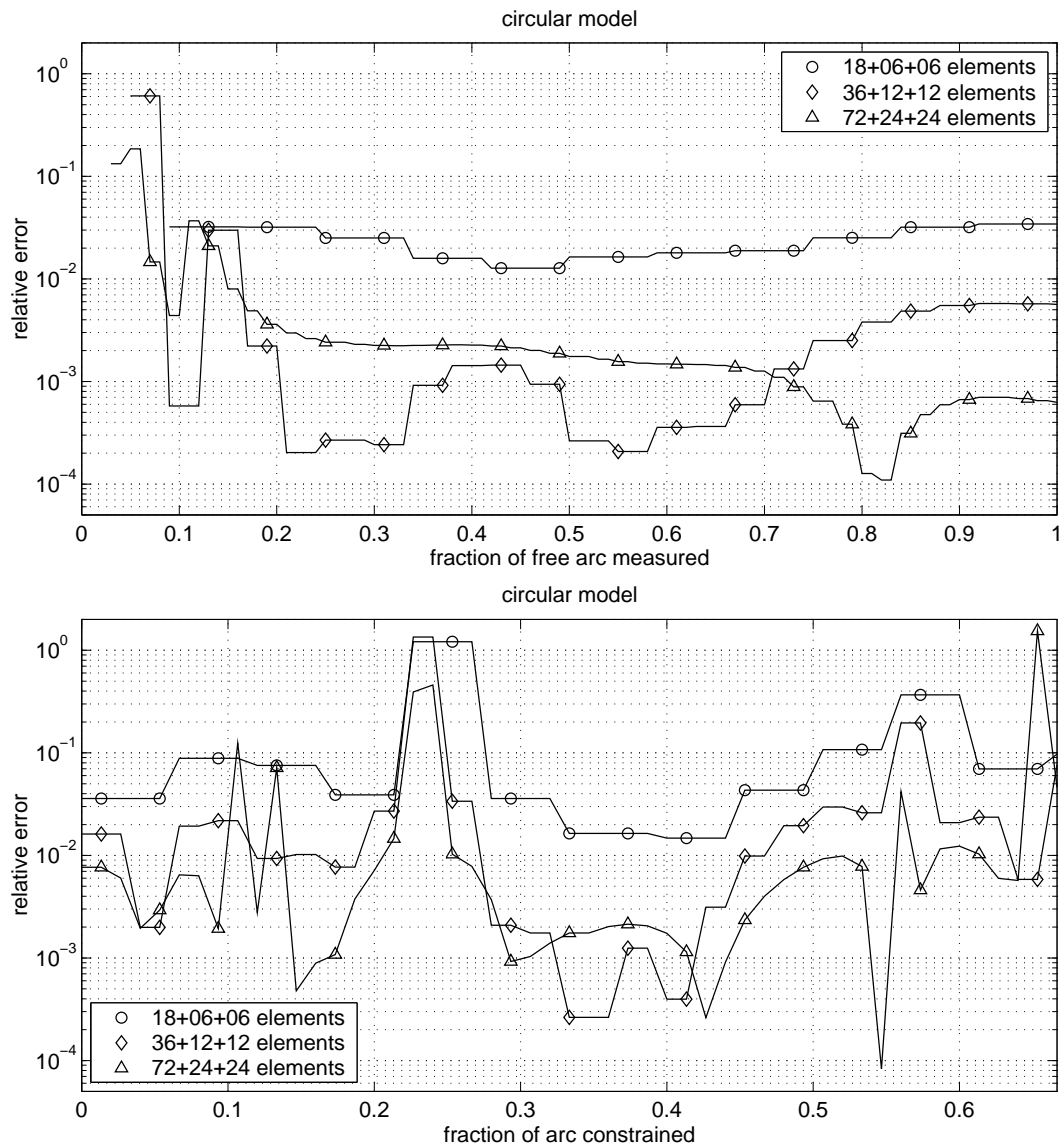 circular model
10^0
10^-1
10^-2
10^-3
10^-4
relative error
18+06+06 elements
36+12+12 elements
72+24+24 elements
0 0.1 0.2 0.3 0.4 0.5 0.6 0.7 0.8 0.9 1
fraction of free arc measured
circular model
10^0
10^-1
10^-2
10^-3
10^-4
relative error
18+06+06 elements
36+12+12 elements
72+24+24 elements
0 0.1 0.2 0.3 0.4 0.5 0.6
fraction of arc constrained